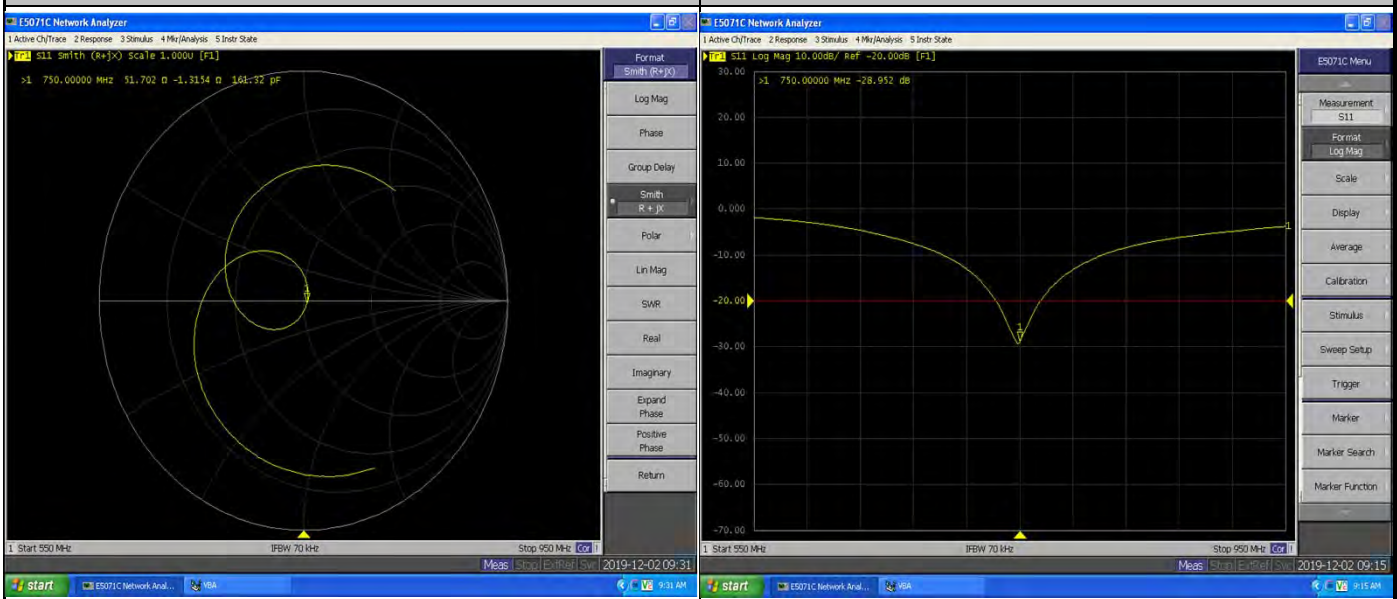 E5071C Network Analyzer
1 Active Ch/Trace 2 Response 3 Stimulus 4 Mkr/Analysis 5 Instr State
Tr1 S11 Smith (R+jX) Scale 1.000U [F1]
>1 750.00000 MHz 51.702 Ω -1.3154 Ω 161.32 pF
1
Format
Smith (R+jX)
Log Mag
Phase
Group Delay
Smith
R + jX
Polar
Lin Mag
SWR
Real
Imaginary
Expand
Phase
Positive
Phase
Return
1 Start 550 MHz IFBW 70 kHz Stop 950 MHz Cor !
Meas Stop ExtRef Svc 2019-12-02 09:31
start E5071C Network Anal... VBA 9:31 AM
E5071C Network Analyzer
1 Active Ch/Trace 2 Response 3 Stimulus 4 Mkr/Analysis 5 Instr State
Tr1 S11 Log Mag 10.00dB/ Ref -20.00dB [F1]
30.00
>1 750.00000 MHz -28.952 dB
20.00
10.00
0.000
1
-10.00
-20.00
1
-30.00
-40.00
-50.00
-60.00
-70.00
E5071C Menu
Measurement
S11
Format
Log Mag
Scale
Display
Average
Calibration
Stimulus
Sweep Setup
Trigger
Marker
Marker Search
Marker Function
1 Start 550 MHz IFBW 70 kHz Stop 950 MHz Cor !
Meas Stop ExtRef Svc 2019-12-02 09:15
start E5071C Network Anal... VBA 9:15 AM